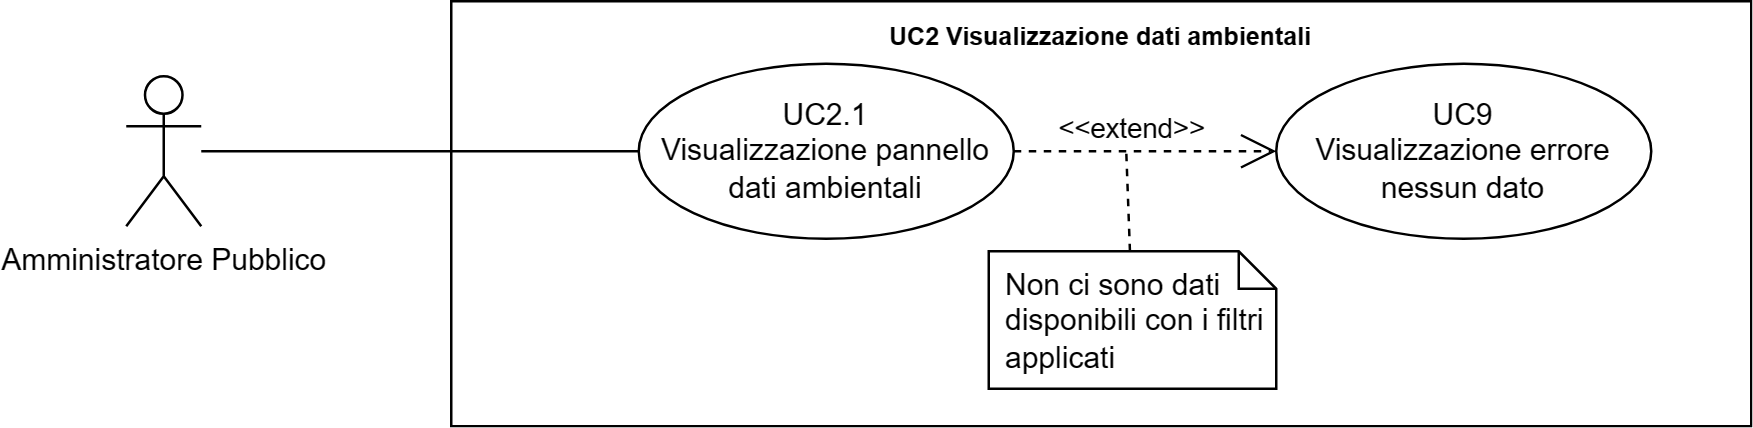 UC2 Visualizzazione dati ambientali
UC2.1
Visualizzazione pannello
dati ambientali
<<extend>>
UC9
Visualizzazione errore
nessun dato
Amministratore Pubblico
Non ci sono dati
disponibili con i filtri
applicati